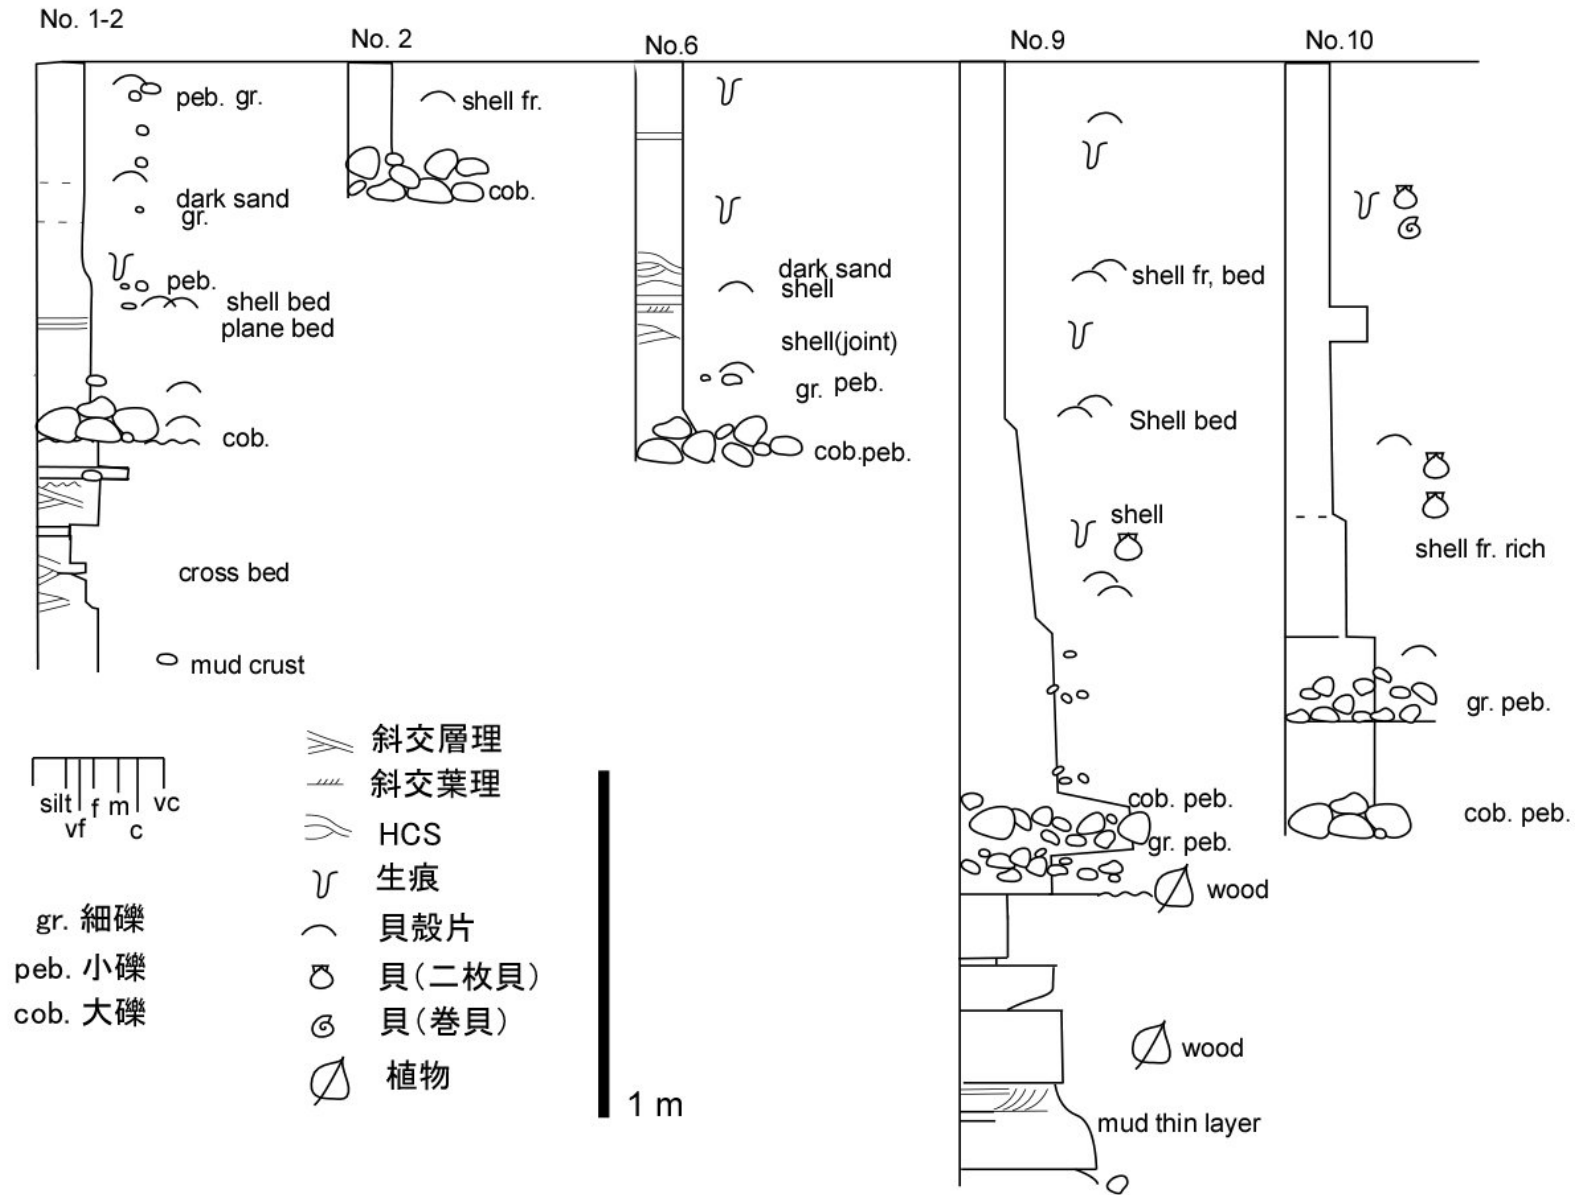 No. 1-2
No. 2
No.6
No.9
No.10
peb. gr.
dark sand
gr.
peb.
shell bed
plane bed
cob.
cross bed
mud crust
shell fr.
cob.
dark sand
shell
shell(joint)
gr. peb.
cob.peb.
shell fr, bed
Shell bed
shell
cob. peb.
gr. peb.
wood
wood
mud thin layer
shell fr. rich
gr. peb.
cob. peb.
silt vf f m c vc
gr. 細礫
peb. 小礫
cob. 大礫
斜交層理
斜交葉理
HCS
生痕
貝殻片
貝(二枚貝)
貝(巻貝)
植物
1 m